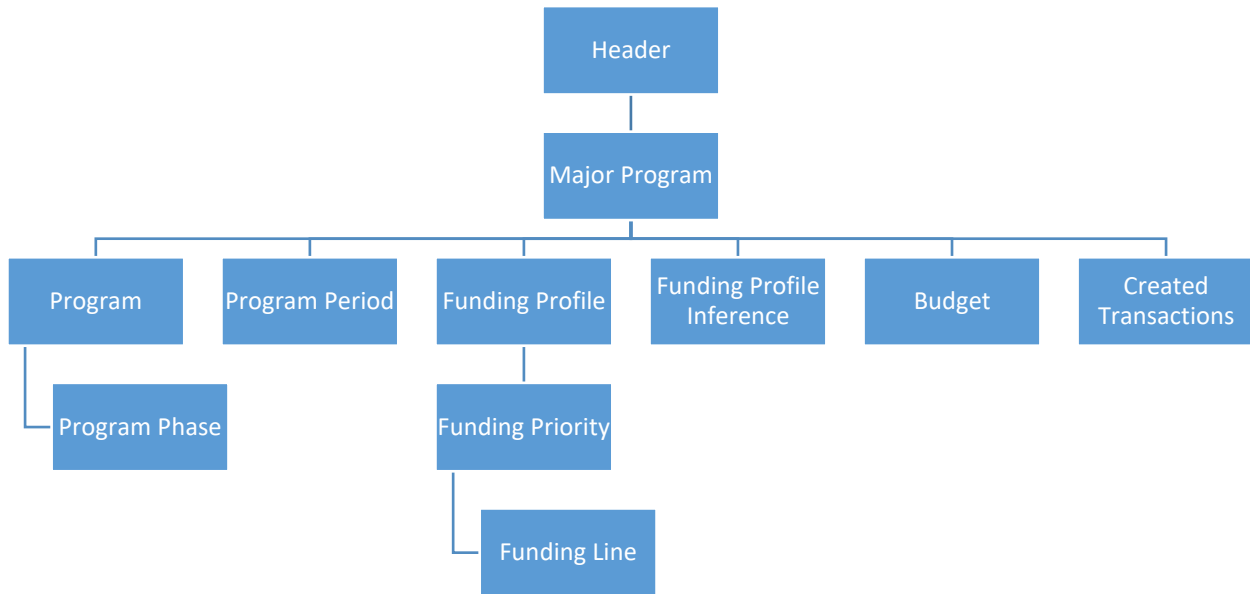 Header
Major Program
Program
Program Period
Funding Profile
Funding Profile
Inference
Budget
Created
Transactions
Program Phase
Funding Priority
Funding Line